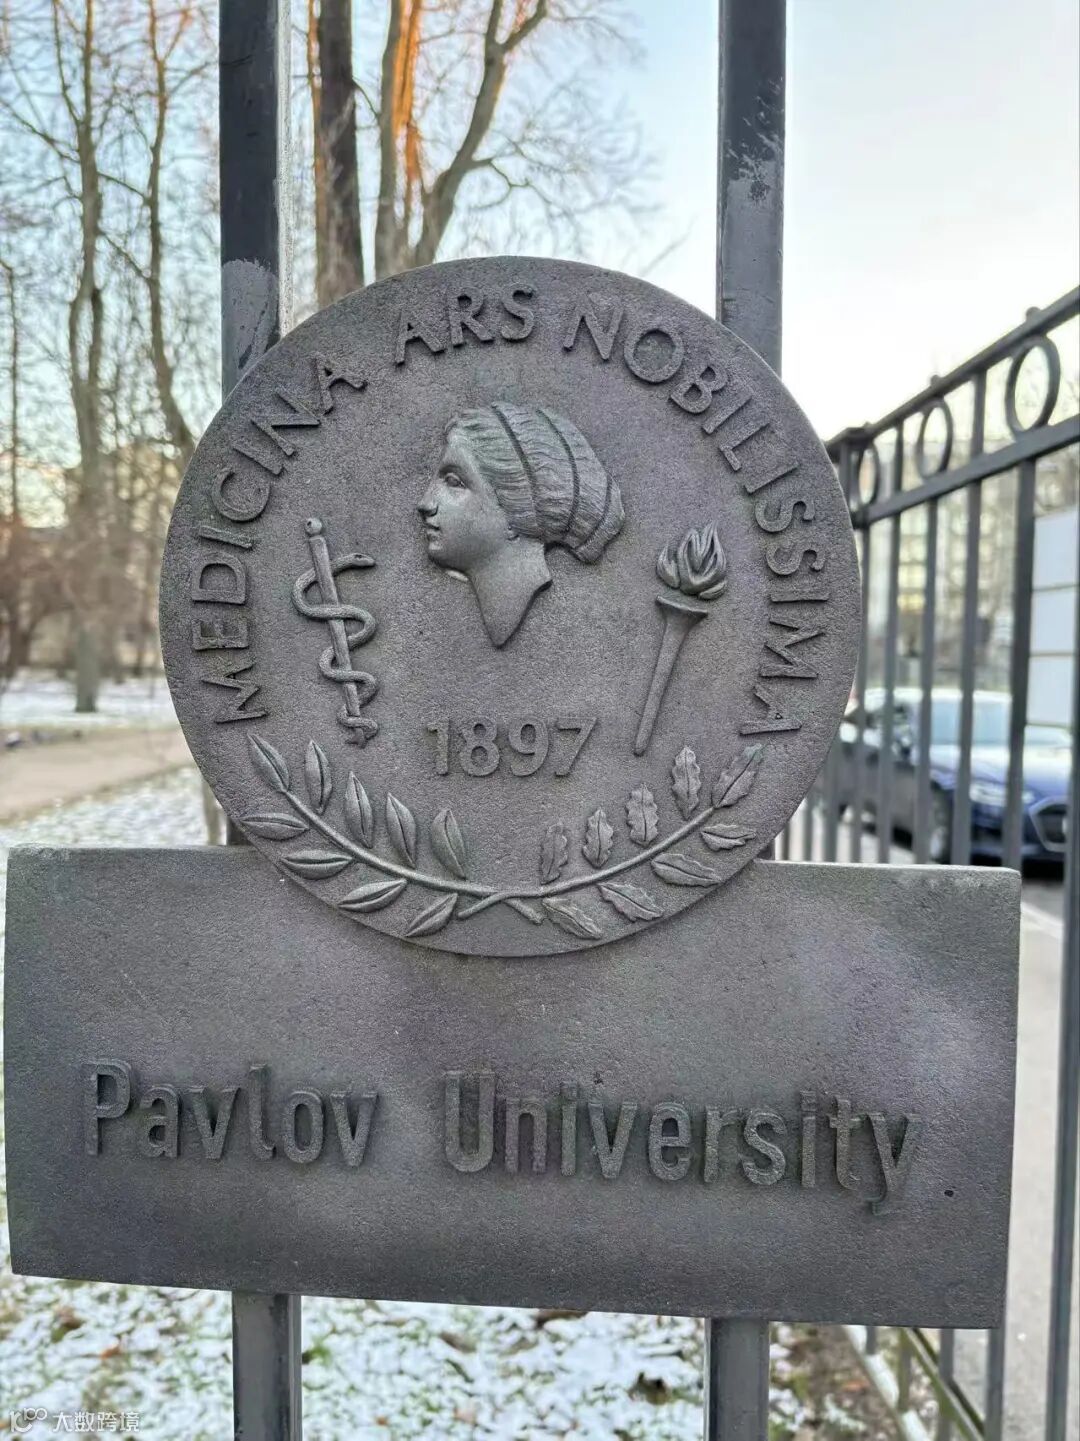 MEDICINA ARS NOBILISSIMA
1897
Pavlov University
大数跨境